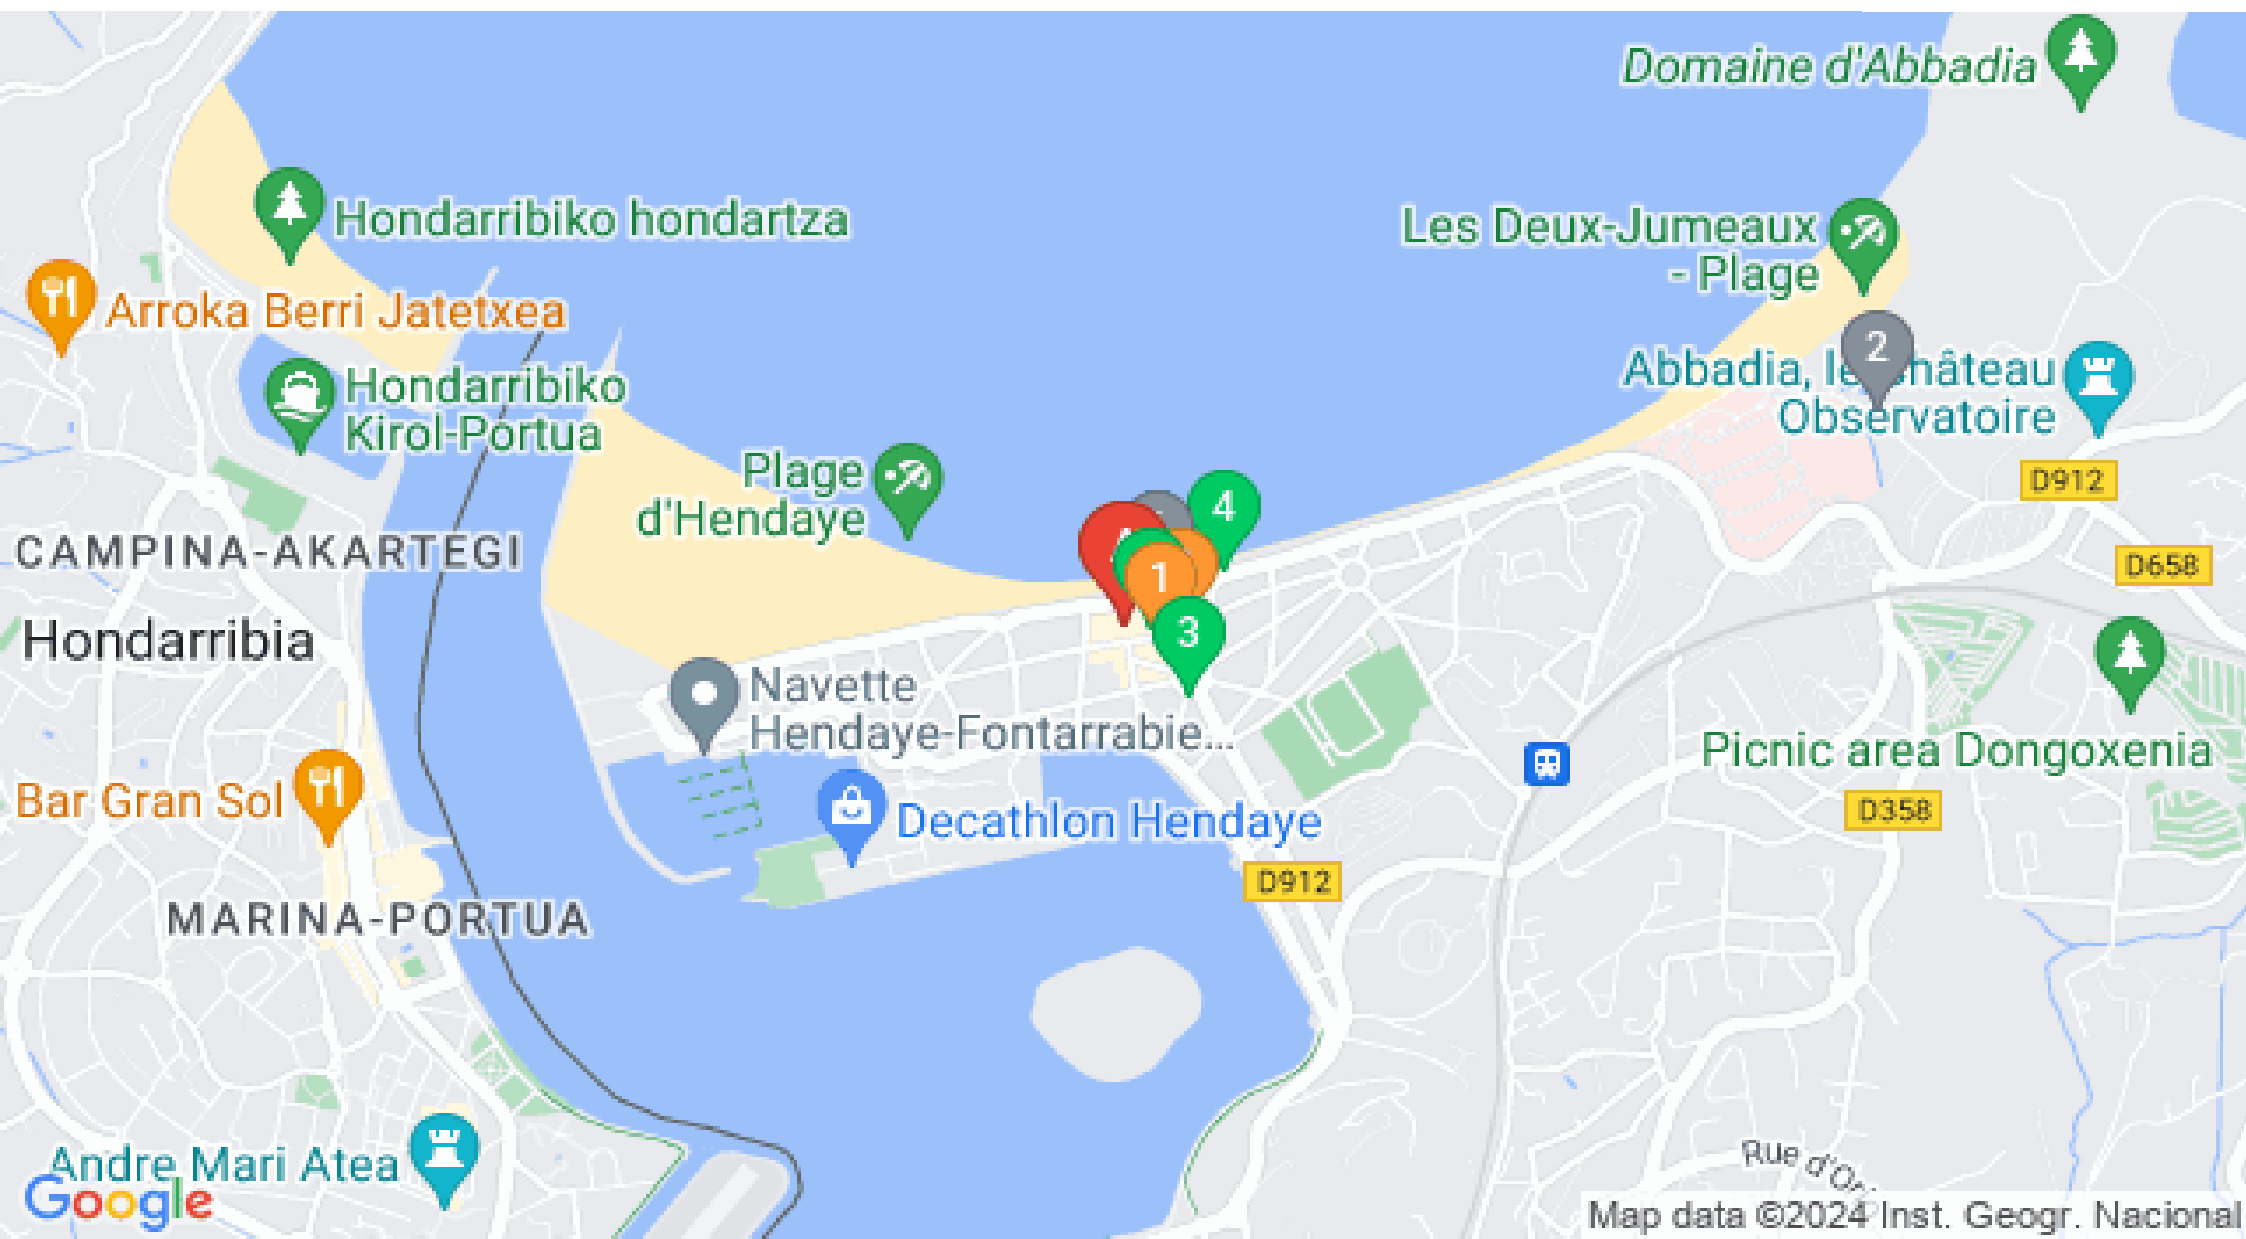 Domaine d'Abbadia
Hondarribiko hondartza
Les Deux-Jumeaux
- Plage
Arroka Berri Jatetxea
2
Abbadia, le Château
Observatoire
Hondarribiko
Kirol-Portua
Plage
d'Hendaye
D912
4
CAMPINA-AKARTEGI
D658
1
3
Hondarribia
Navette
Hendaye-Fontarrabie...
Picnic area Dongoxenia
Bar Gran Sol
Decathlon Hendaye
D358
D912
MARINA-PORTUA
Andre Mari Atea
Rue
Google
Map data ©2024 Inst. Geogr. Nacional